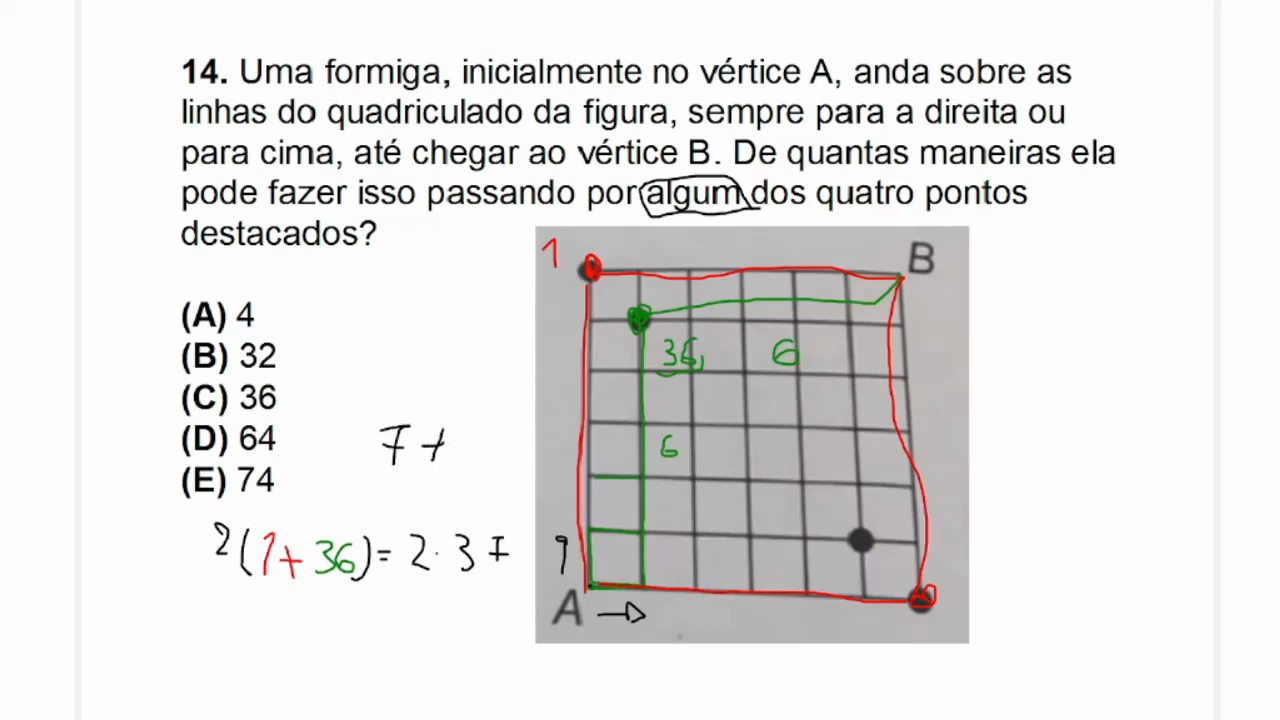 14. Uma formiga, inicialmente no vértice A, anda sobre as
linhas do quadriculado da figura, sempre para a direita ou
para cima, até chegar ao vértice B. De quantas maneiras ela
pode fazer isso passando por algum dos quatro pontos
destacados?
1
B
(A) 4
(B) 32
(C) 36
(D) 64
(E) 74
36, 6
7+
6
2(1+36)=2.37
A